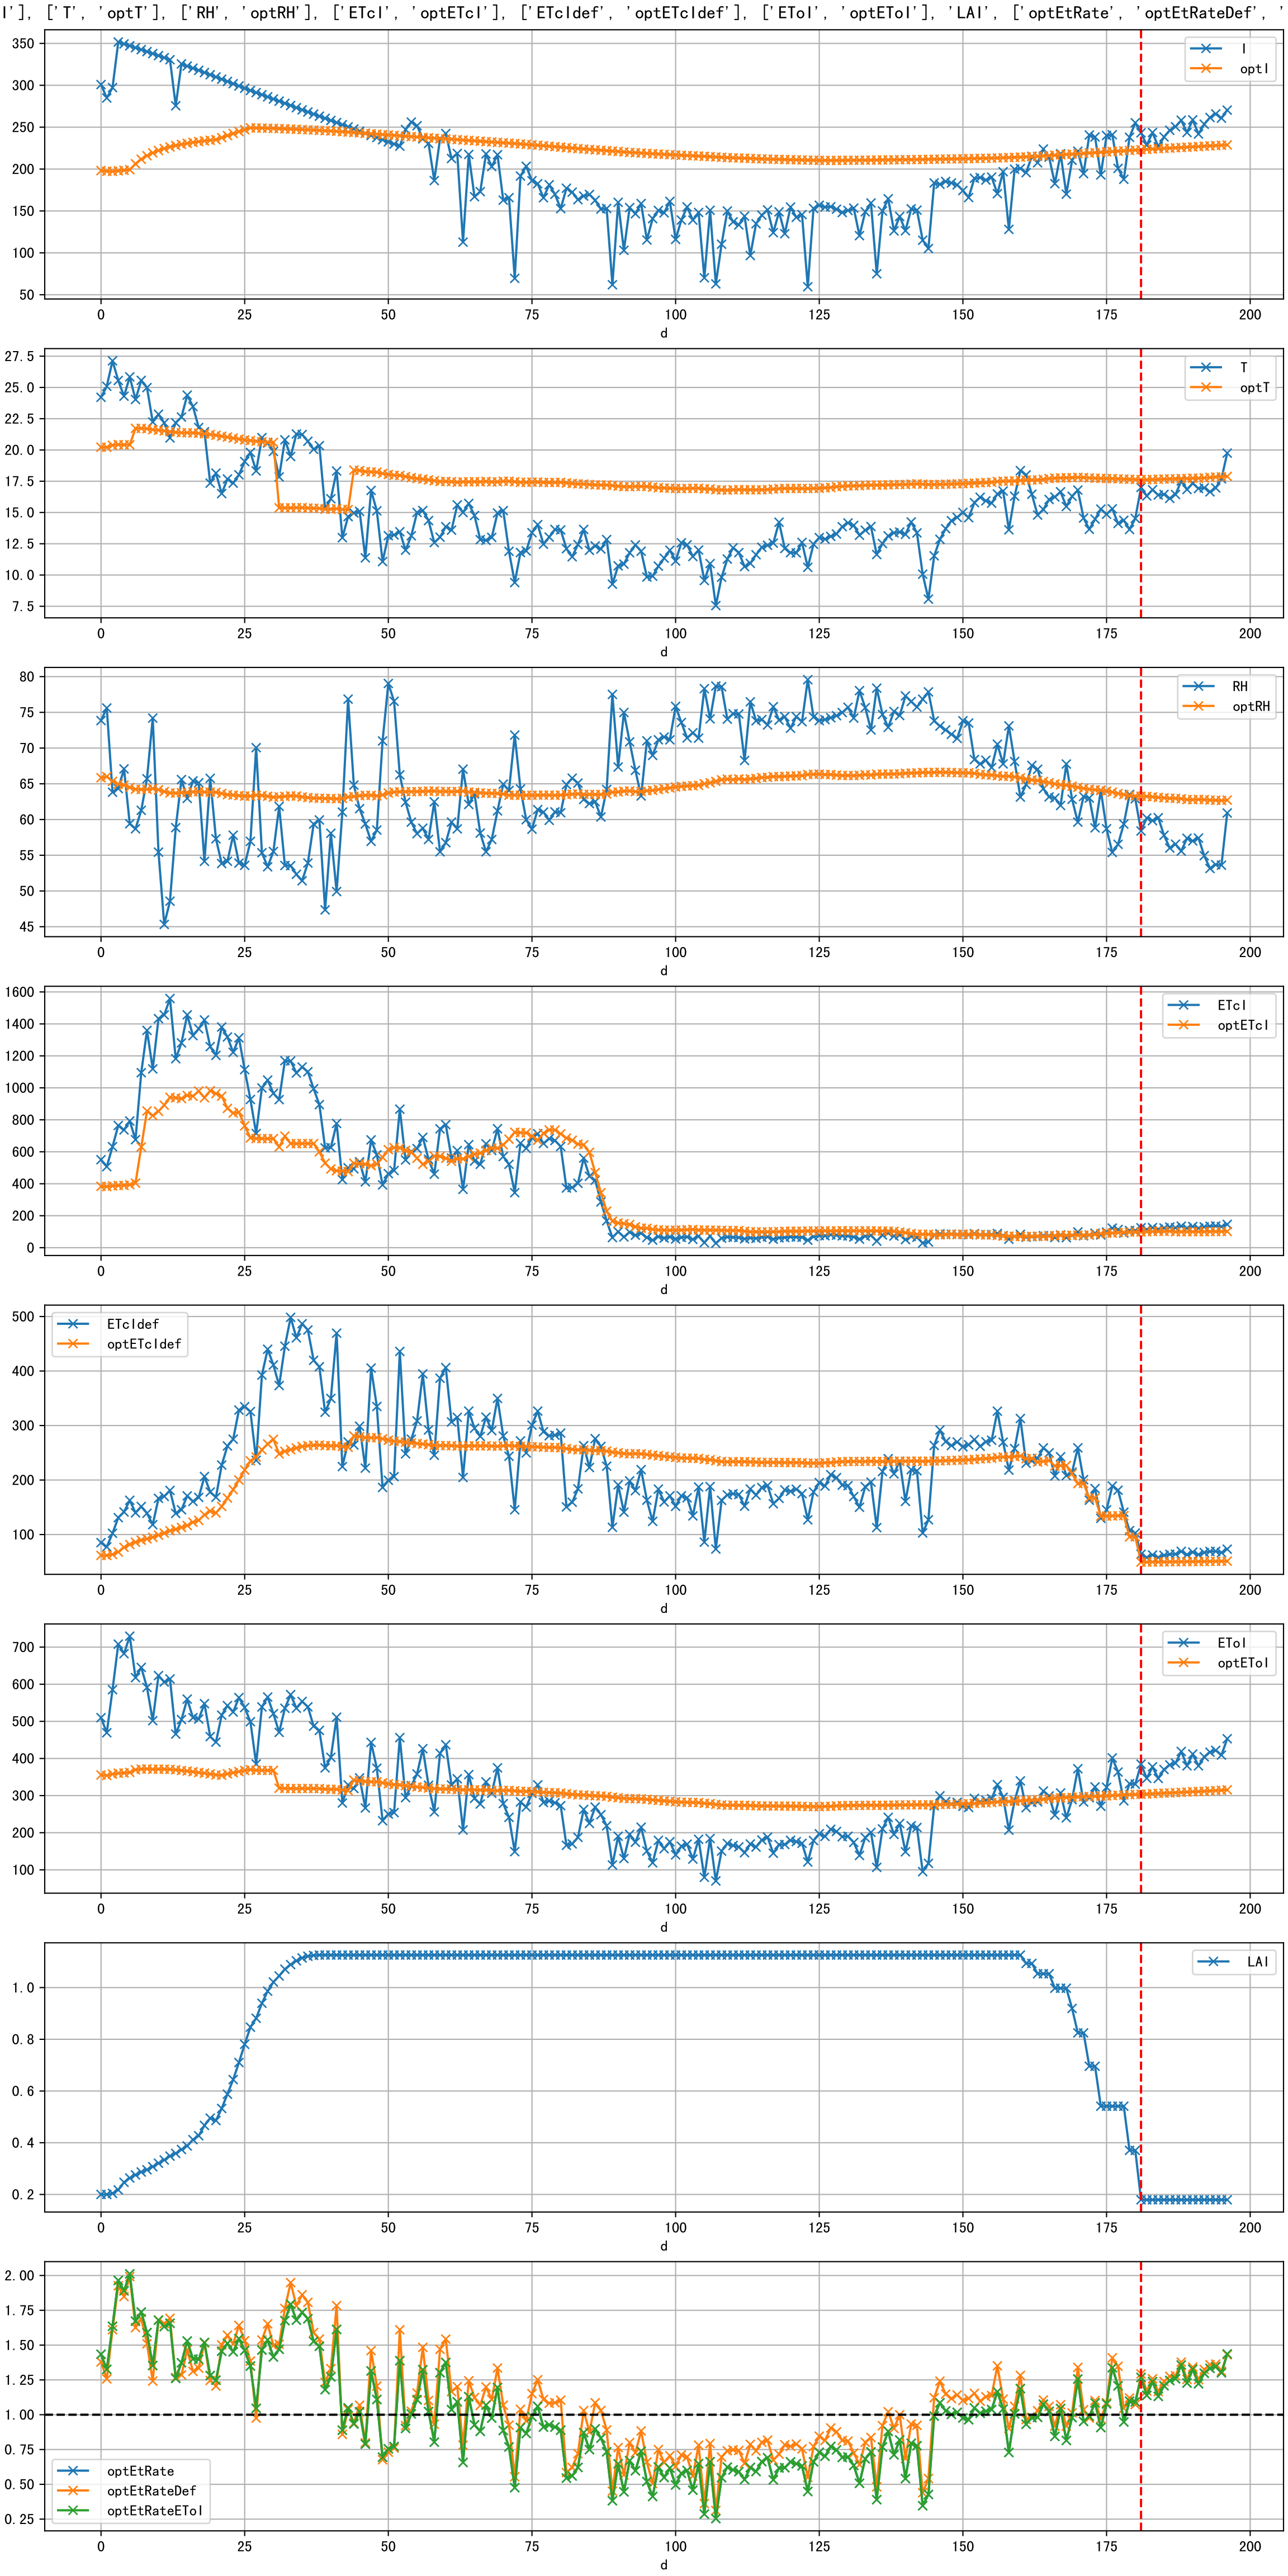 I'], ['T', 'optT'], ['RH', 'optRH'], ['ETcI', 'optETcI'], ['ETcIdef', 'optETcIdef'], ['EToI', 'optEToI'], 'LAI', ['optEtRate', 'optEtRateDef', '
350
300
250
200
150
100
50
I
optI
0 25 50 75 100 125 150 175 200
d
27.5
25.0
22.5
20.0
17.5
15.0
12.5
10.0
7.5
T
optT
0 25 50 75 100 125 150 175 200
d
80
75
70
65
60
55
50
45
RH
optRH
0 25 50 75 100 125 150 175 200
d
1600
1400
1200
1000
800
600
400
200
0
ETcI
optETcI
0 25 50 75 100 125 150 175 200
d
500
400
300
200
100
ETcIdef
optETcIdef
0 25 50 75 100 125 150 175 200
d
700
600
500
400
300
200
100
EToI
optEToI
0 25 50 75 100 125 150 175 200
d
1.0
0.8
0.6
0.4
0.2
LAI
0 25 50 75 100 125 150 175 200
d
2.00
1.75
1.50
1.25
1.00
0.75
0.50
0.25
optEtRate
optEtRateDef
optEtRateEToI
0 25 50 75 100 125 150 175 200
d